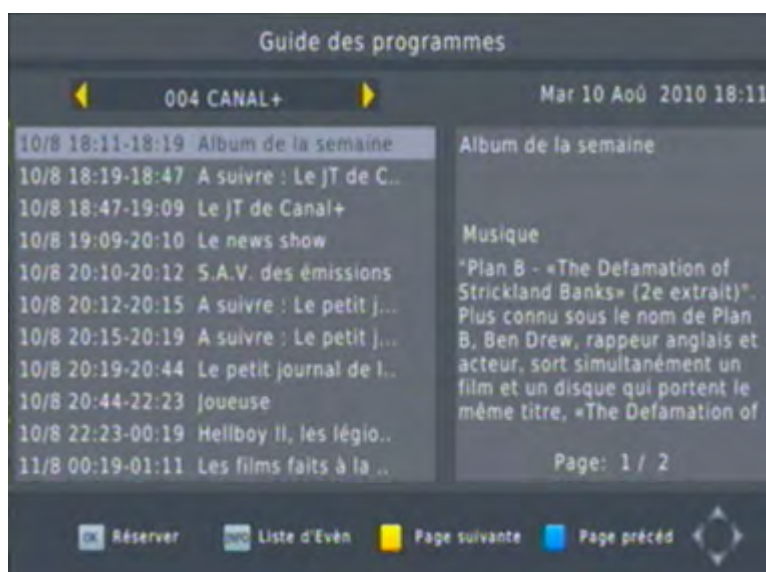 Guide des programmes
004 CANAL+
Mar 10 Aoû 2010 18:11
10/8 18:11-18:19 Album de la semaine
10/8 18:19-18:47 A suivre : Le JT de C..
10/8 18:47-19:09 Le JT de Canal+
10/8 19:09-20:10 Le news show
10/8 20:10-20:12 S.A.V. des émissions
10/8 20:12-20:15 A suivre : Le petit j...
10/8 20:15-20:19 A suivre : Le petit j...
10/8 20:19-20:44 Le petit journal de l..
10/8 20:44-22:23 Joueuse
10/8 22:23-00:19 Hellboy II, les légio..
11/8 00:19-01:11 Les films faits à la ..
Album de la semaine
Musique
"Plan B - «The Defamation of
Strickland Banks» (2e extrait)".
Plus connu sous le nom de Plan
B, Ben Drew, rappeur anglais et
acteur, sort simultanément un
film et un disque qui portent le
même titre, «The Defamation of
Page: 1 / 2
OK Réserver
INFO Liste d'Evèn
Page suivante
Page précéd